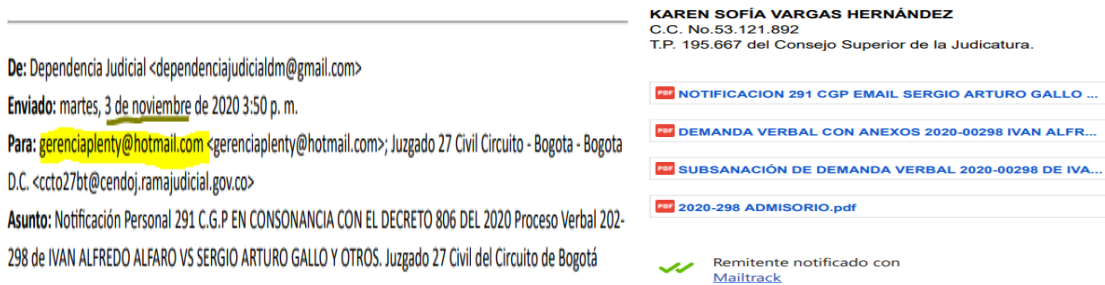 De: Dependencia Judicial <dependenciajudicialdm@gmail.com>
Enviado: martes, 3 de noviembre de 2020 3:50 p. m.
Para: gerenciaplenty@hotmail.com <gerenciaplenty@hotmail.com>; Juzgado 27 Civil Circuito - Bogota - Bogota
D.C. <ccto27bt@cendoj.ramajudicial.gov.co>
Asunto: Notificación Personal 291 C.G.P EN CONSONANCIA CON EL DECRETO 806 DEL 2020 Proceso Verbal 202-
298 de IVAN ALFREDO ALFARO VS SERGIO ARTURO GALLO Y OTROS. Juzgado 27 Civil del Circuito de Bogotá
KAREN SOFÍA VARGAS HERNÁNDEZ
C.C. No.53.121.892
T.P. 195.667 del Consejo Superior de la Judicatura.
PDF NOTIFICACION 291 CGP EMAIL SERGIO ARTURO GALLO ...
PDF DEMANDA VERBAL CON ANEXOS 2020-00298 IVAN ALFR...
PDF SUBSANACIÓN DE DEMANDA VERBAL 2020-00298 DE IVA...
PDF 2020-298 ADMISORIO.pdf
Remitente notificado con
Mailtrack